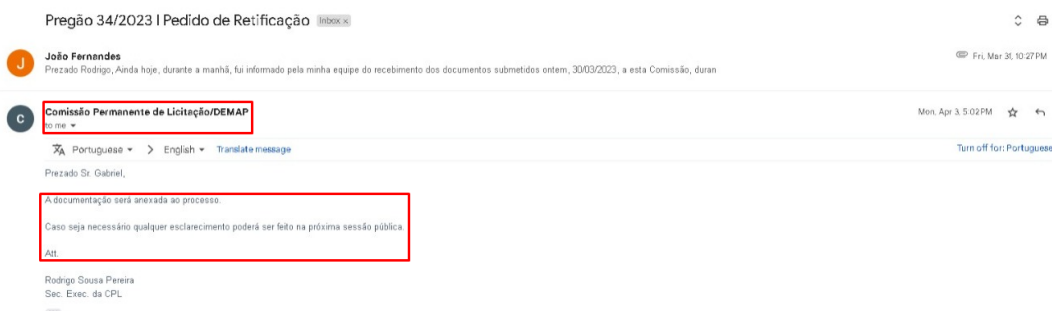 Pregão 34/2023 | Pedido de Retificação Inbox x
João Fernandes Fri, Mar 31, 10:27 PM
Prezado Rodrigo, Ainda hoje, durante a manhã, fui informado pela minha equipe do recebimento dos documentos submetidos ontem, 30/03/2023, a esta Comissão, duran
J
Comissão Permanente de Licitação/DEMAP Mon, Apr 3, 5:02 PM
C
to me
Portuguese > English Translate message Turn off for: Portuguese
Prezado Sr. Gabriel,
A documentação será anexada ao processo.
Caso seja necessário qualquer esclarecimento poderá ser feito na próxima sessão pública.
Att.
Rodrigo Sousa Pereira
Sec. Exec. da CPL